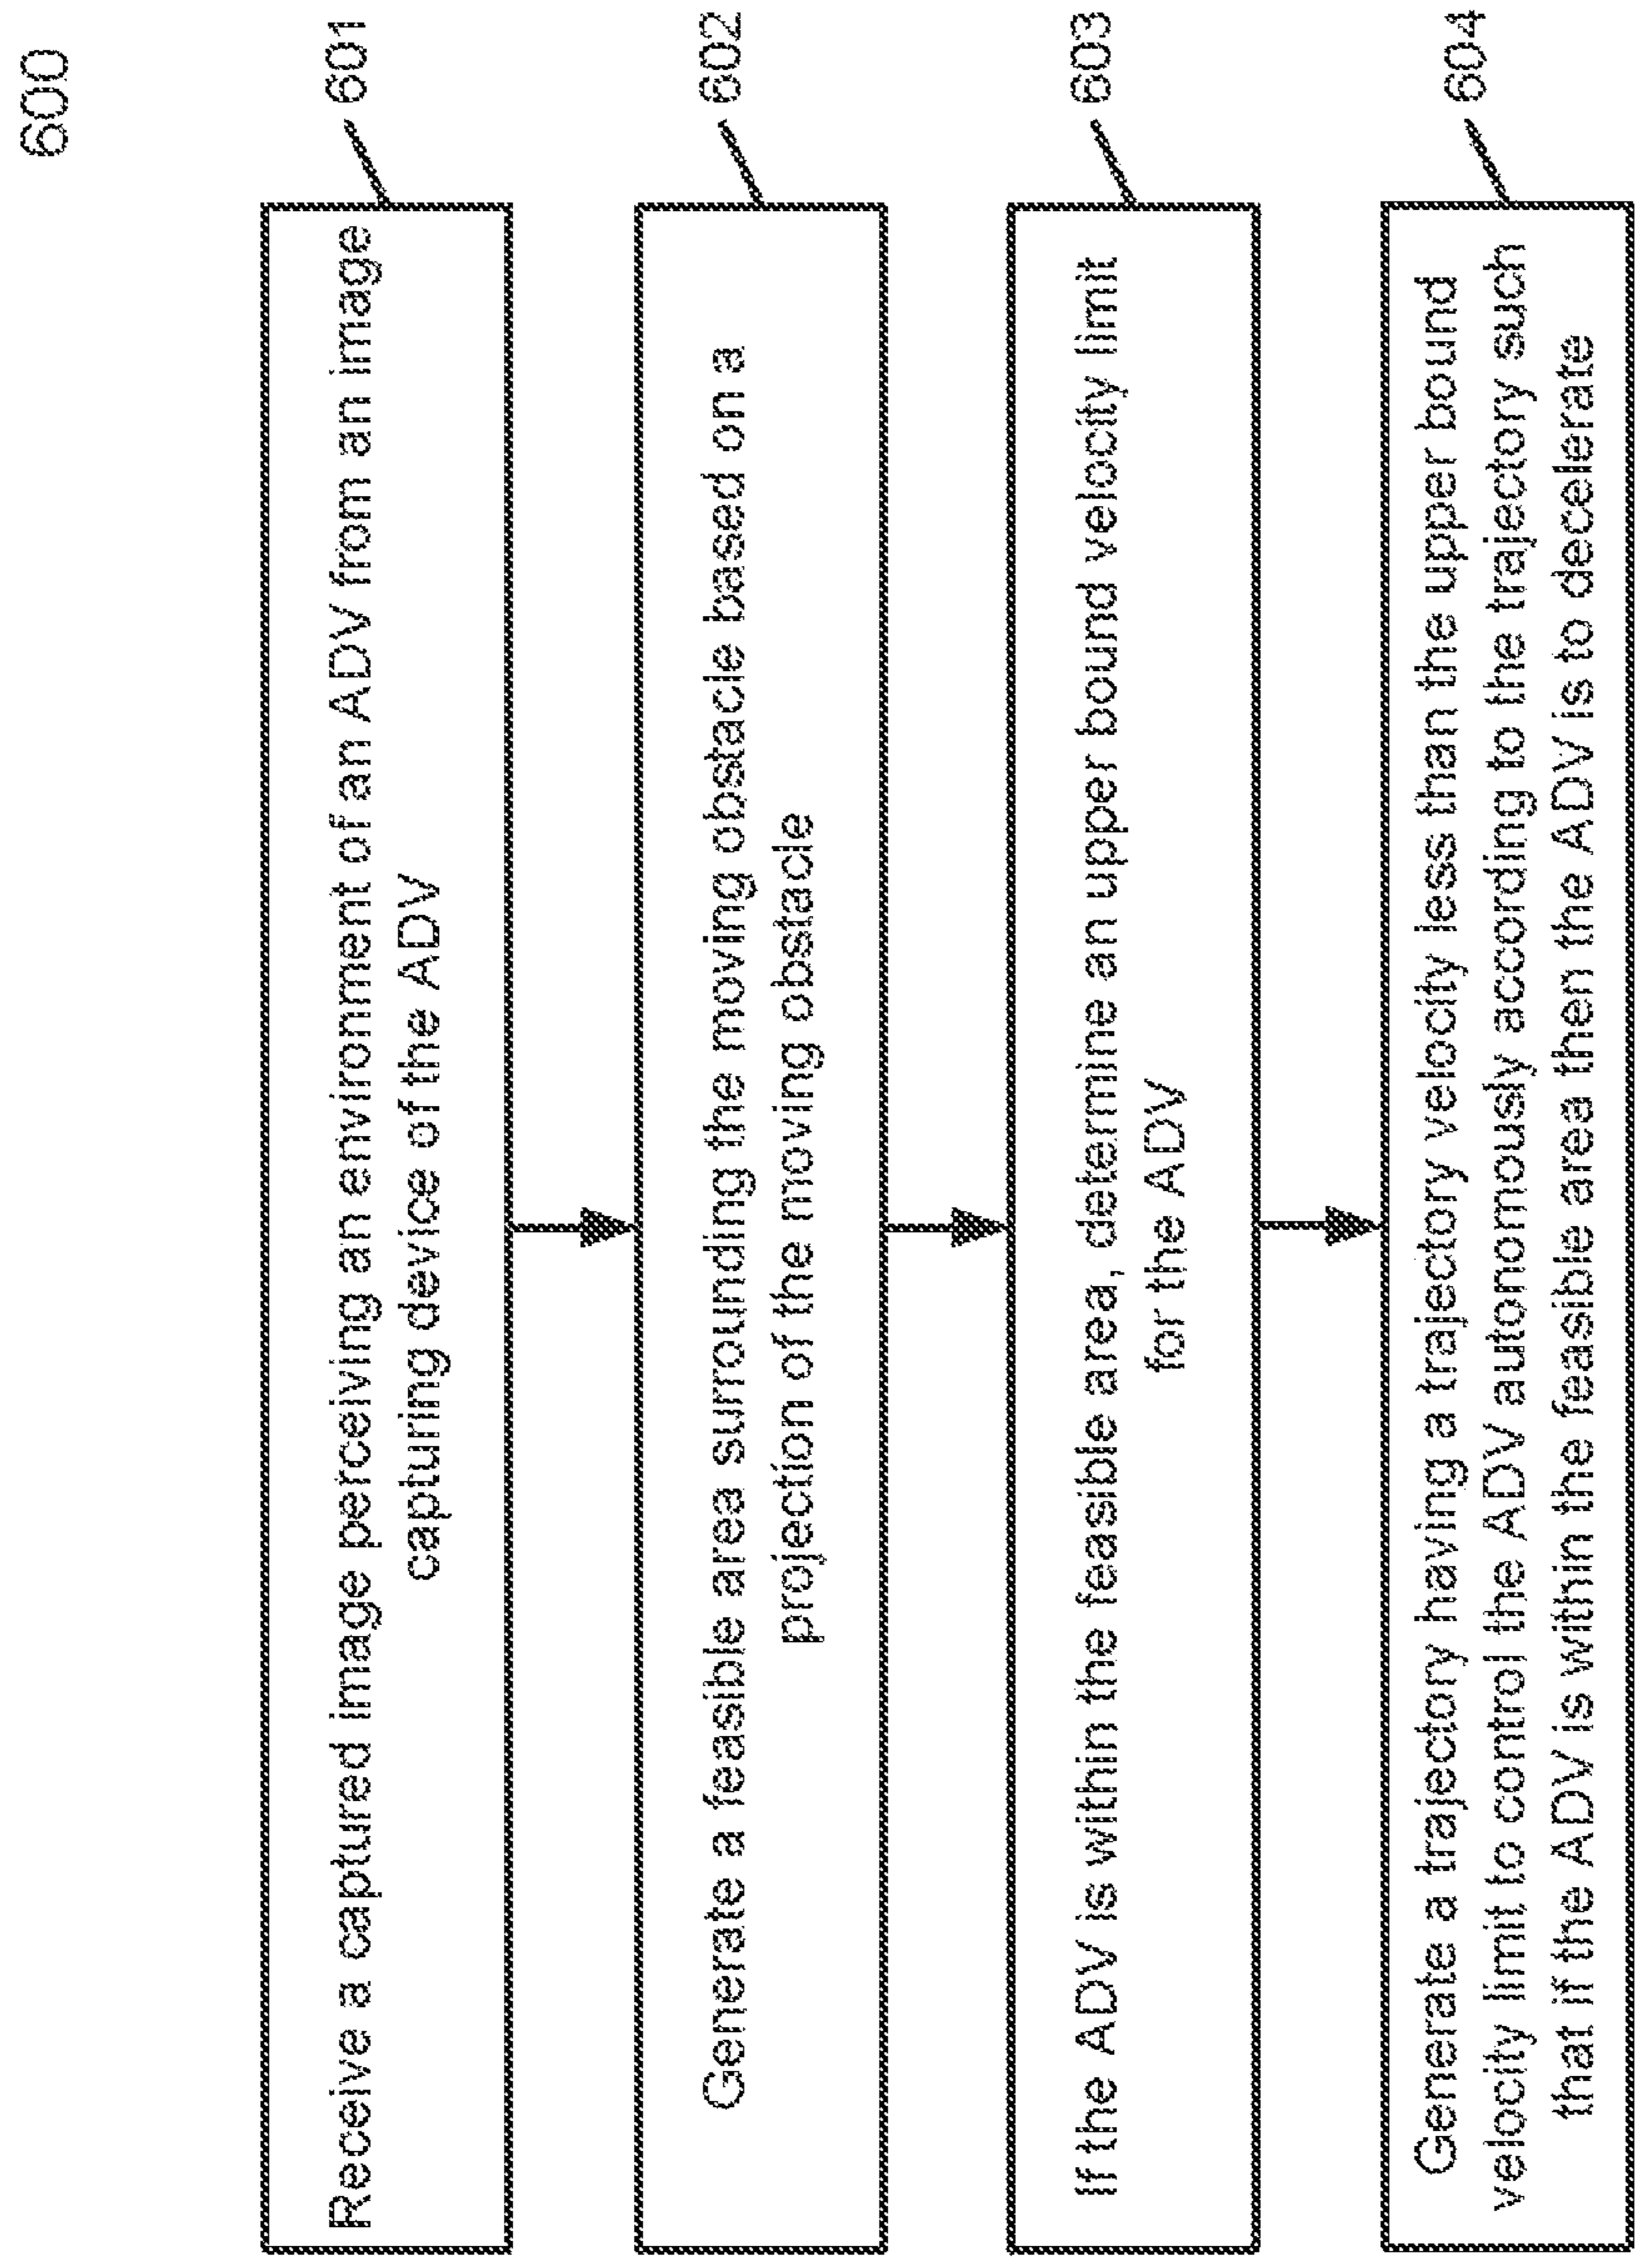 600
Receive a captured image perceiving an environment of an ADV from an image
capturing device of the ADV
601
Generate a feasible area surrounding the moving obstacle based on a
projection of the moving obstacle
602
If the ADV is within the feasible area, determine an upper bound velocity limit
for the ADV
603
Generate a trajectory having a trajectory velocity less than the upper bound
velocity limit to control the ADV autonomously according to the trajectory such
that if the ADV is within the feasible area then the ADV is to decelerate
604